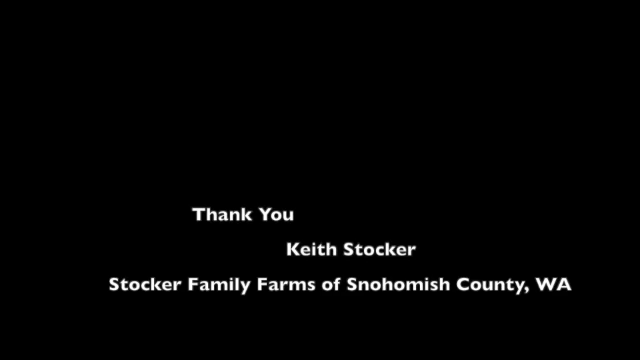 Thank You
Keith Stocker
Stocker Family Farms of Snohomish County, WA